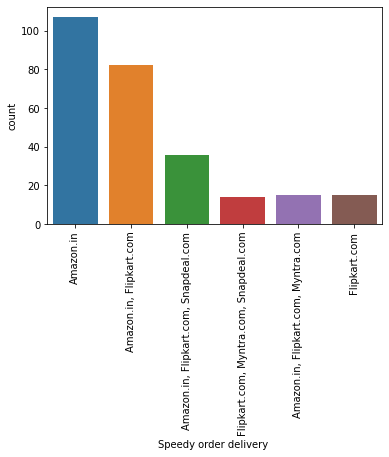 100
80
60
40
20
0
count
Amazon.in
Amazon.in, Flipkart.com
Amazon.in, Flipkart.com, Snapdeal.com
Flipkart.com, Myntra.com, Snapdeal.com
Amazon.in, Flipkart.com, Myntra.com
Flipkart.com
Speedy order delivery